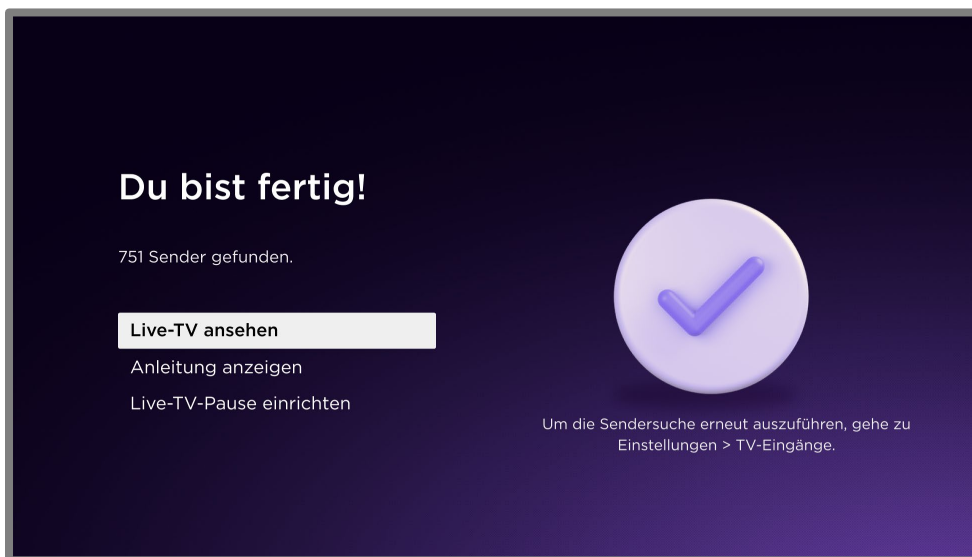 Du bist fertig!
751 Sender gefunden.
Live-TV ansehen
Anleitung anzeigen
Live-TV-Pause einrichten
Um die Sendersuche erneut auszuführen, gehe zu
Einstellungen > TV-Eingänge.